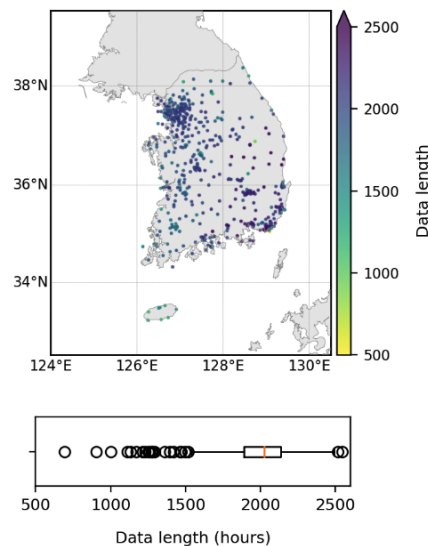 2500
38°N
2000
36°N
1500
Data length
1000
34°N
500
124°E 126°E 128°E 130°E
500 1000 1500 2000 2500
Data length (hours)